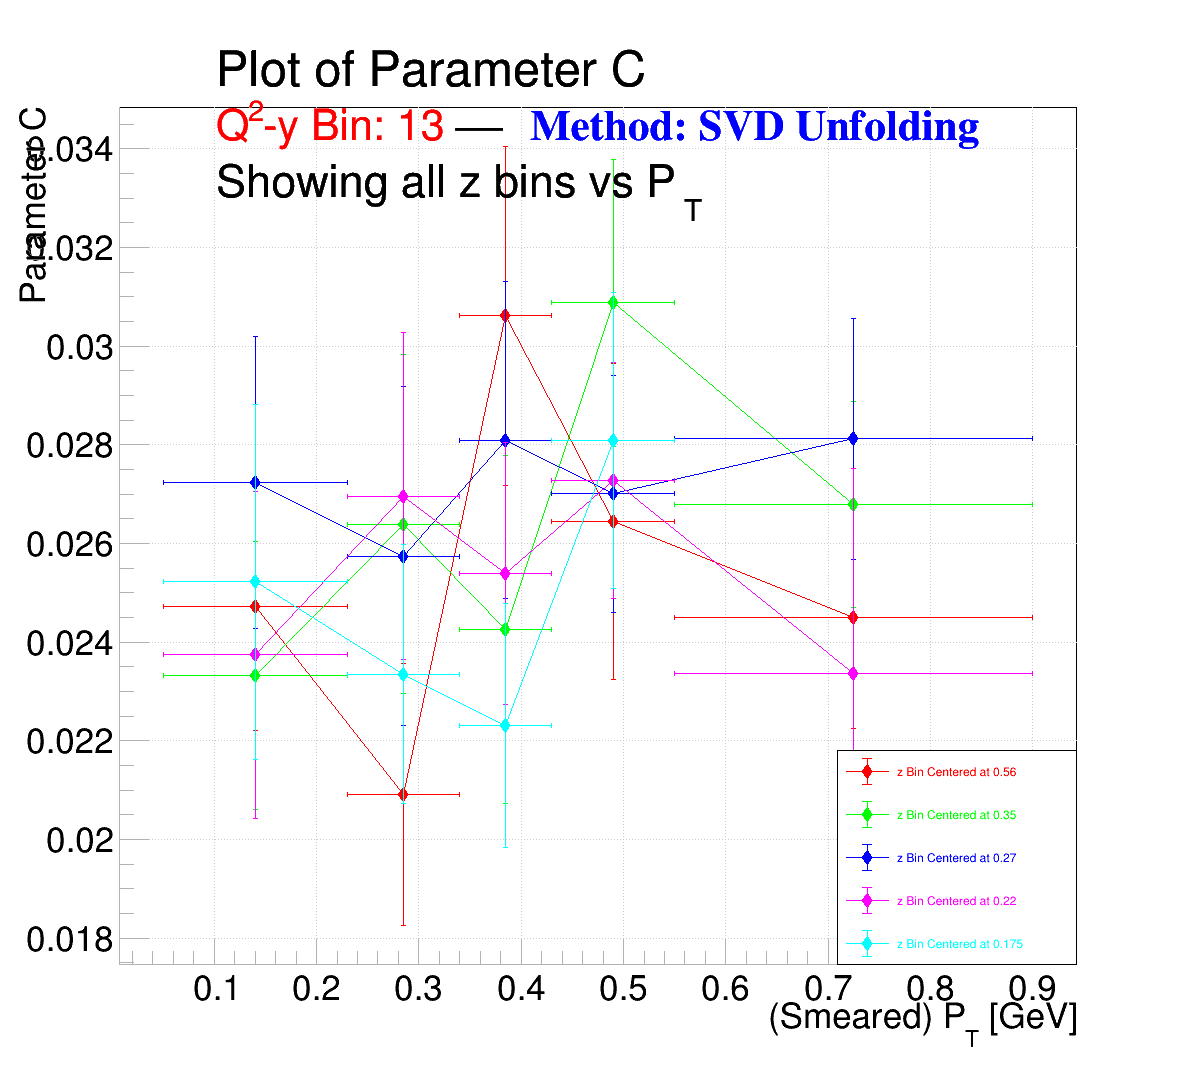 Plot of Parameter C
Q²-y Bin: 13 — Method: SVD Unfolding
Showing all z bins vs P_T
Parameter C
0.034
0.032
0.03
0.028
0.026
0.024
0.022
0.02
0.018
z Bin Centered at 0.56
z Bin Centered at 0.35
z Bin Centered at 0.27
z Bin Centered at 0.22
z Bin Centered at 0.175
0.1 0.2 0.3 0.4 0.5 0.6 0.7 0.8 0.9
(Smeared) P_T [GeV]